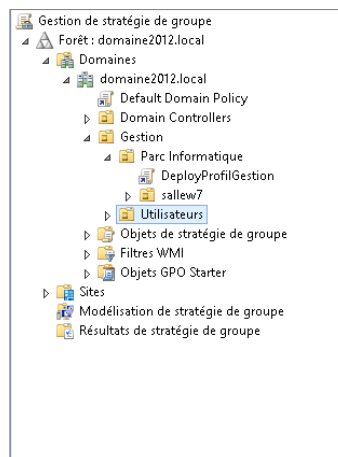 Gestion de stratégie de groupe
Forêt : domaine2012.local
Domaines
domaine2012.local
Default Domain Policy
Domain Controllers
Gestion
Parc Informatique
DeployProfilGestion
sallew7
Utilisateurs
Objets de stratégie de groupe
Filtres WMI
Objets GPO Starter
Sites
Modélisation de stratégie de groupe
Résultats de stratégie de groupe